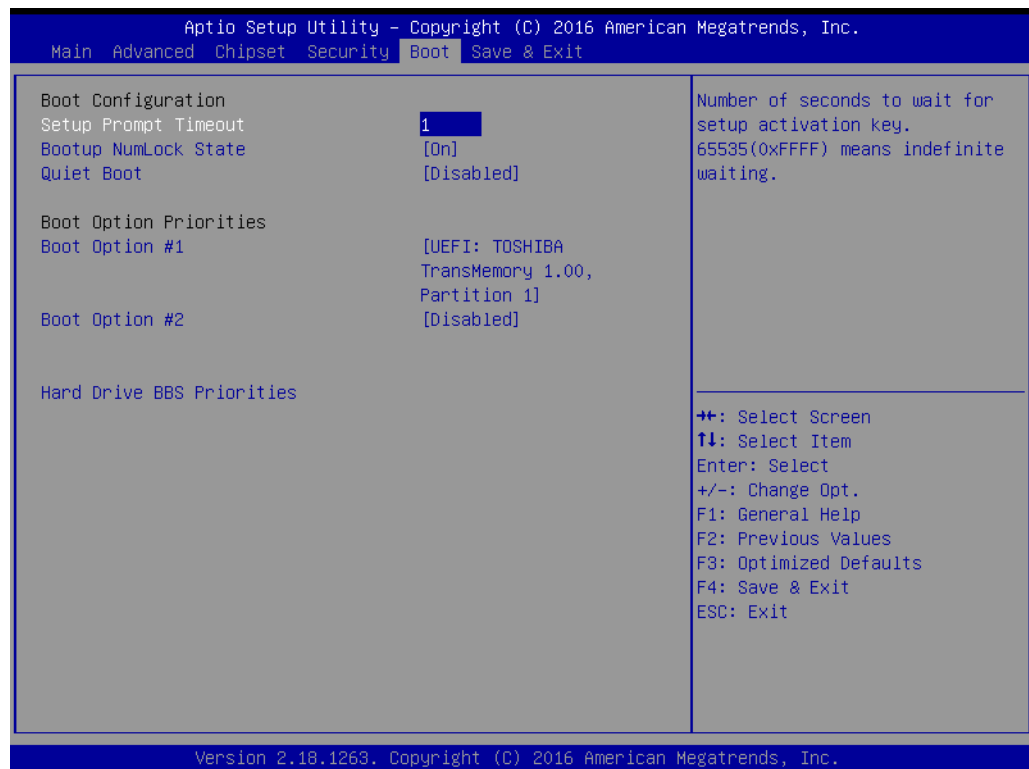 Aptio Setup Utility – Copyright (C) 2016 American Megatrends, Inc.
Main Advanced Chipset Security Boot Save & Exit
Boot Configuration
Setup Prompt Timeout 1
Bootup NumLock State [On]
Quiet Boot [Disabled]
Boot Option Priorities
Boot Option #1 [UEFI: TOSHIBA
TransMemory 1.00,
Partition 1]
Boot Option #2 [Disabled]
Hard Drive BBS Priorities
Number of seconds to wait for
setup activation key.
65535(0xFFFF) means indefinite
waiting.
→←: Select Screen
↑↓: Select Item
Enter: Select
+/-: Change Opt.
F1: General Help
F2: Previous Values
F3: Optimized Defaults
F4: Save & Exit
ESC: Exit
Version 2.18.1263. Copyright (C) 2016 American Megatrends, Inc.